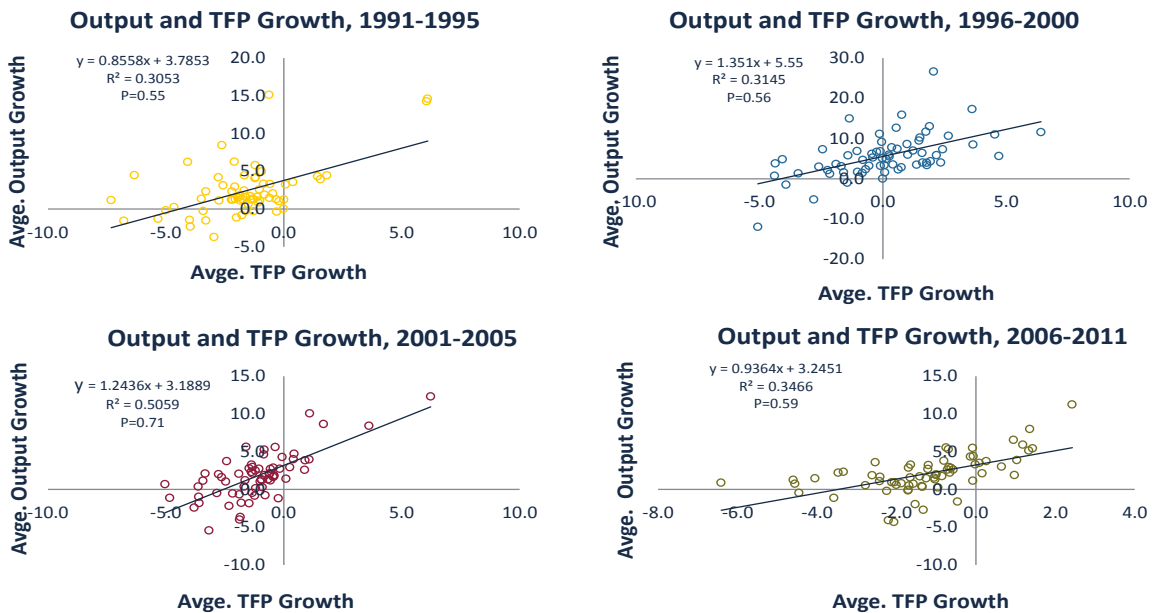 Output and TFP Growth, 1991-1995
y = 0.8558x + 3.7853
R² = 0.3053
P=0.55
Avge. Output Growth
20.0
15.0
10.0
5.0
0.0
-5.0
-10.0
-5.0
0.0
5.0
10.0
Avge. TFP Growth
Output and TFP Growth, 1996-2000
y = 1.351x + 5.55
R² = 0.3145
P=0.56
Avge. Output Growth
30.0
20.0
10.0
0.0
-10.0
-20.0
-10.0
-5.0
0.0
5.0
10.0
Avge. TFP Growth
Output and TFP Growth, 2001-2005
y = 1.2436x + 3.1889
R² = 0.5059
P=0.71
Avge. Output Growth
15.0
10.0
5.0
0.0
-5.0
-10.0
-10.0
-5.0
0.0
5.0
10.0
Avge. TFP Growth
Output and TFP Growth, 2006-2011
y = 0.9364x + 3.2451
R² = 0.3466
P=0.59
Avge. Output Growth
15.0
10.0
5.0
0.0
-5.0
-10.0
-8.0
-6.0
-4.0
-2.0
0.0
2.0
4.0
Avge. TFP Growth